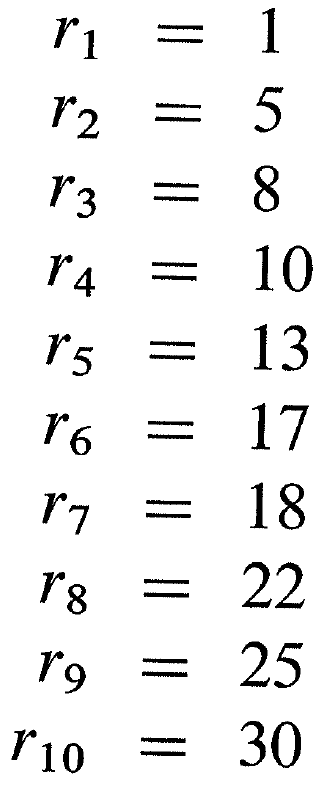 r₁ = 1
r₂ = 5
r₃ = 8
r₄ = 10
r₅ = 13
r₆ = 17
r₇ = 18
r₈ = 22
r₉ = 25
r₁₀ = 30